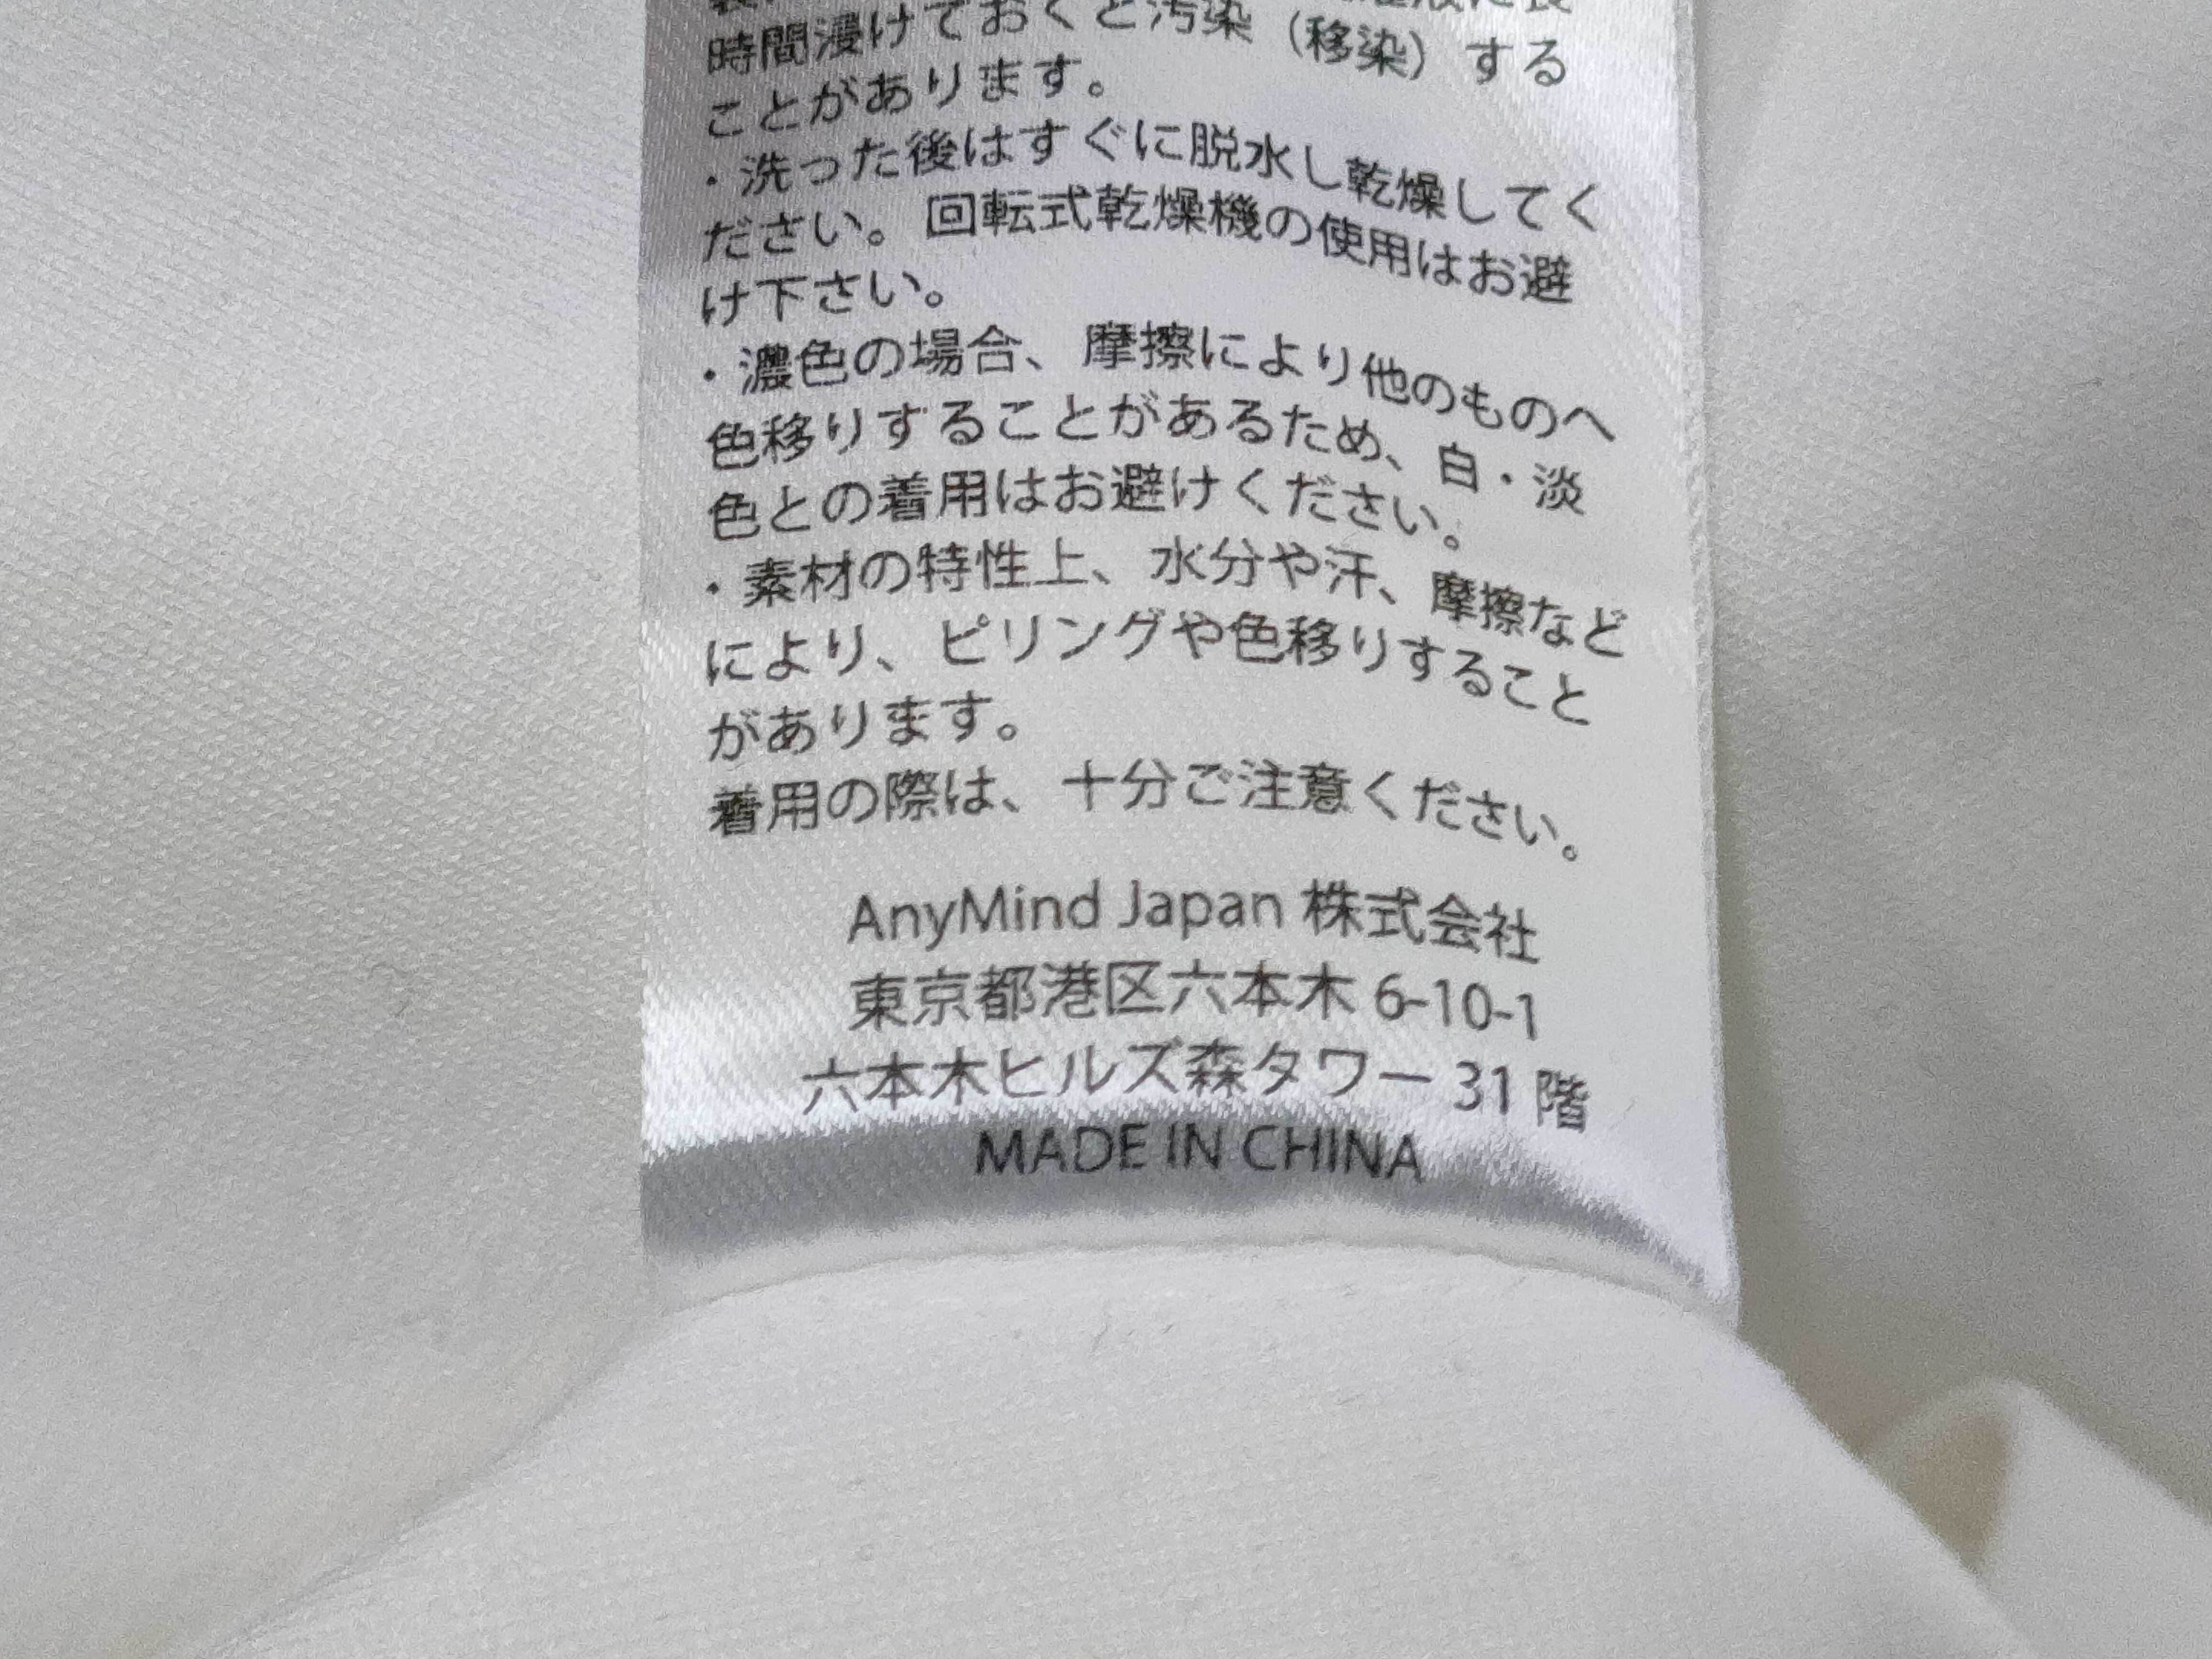 時間浸けておくと汚染（移染）する
ことがあります。
・洗った後はすぐに脱水し乾燥してく
ださい。回転式乾燥機の使用はお避
け下さい。
・濃色の場合、摩擦により他のものへ
色移りすることがあるため、白・淡
色との着用はお避けください。
・素材の特性上、水分や汗、摩擦など
により、ピリングや色移りすること
があります。
着用の際は、十分ご注意ください。
AnyMind Japan 株式会社
東京都港区六本木 6-10-1
六本木ヒルズ森タワー 31 階
MADE IN CHINA